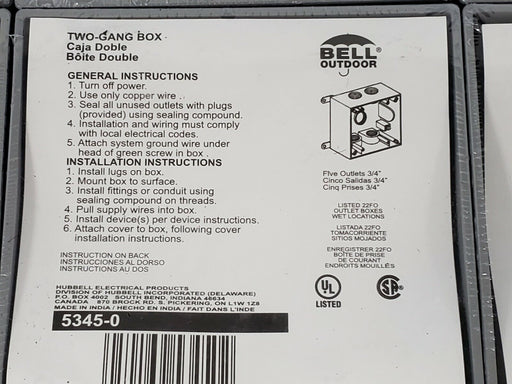 TWO-GANG BOX
Caja Doble
Bôite Double
GENERAL INSTRUCTIONS
1. Turn off power.
2. Use only copper wire .
3. Seal all unused outlets with plugs
(provided) using sealing compound.
4. Installation and wiring must comply
with local electrical codes.
5. Attach system ground wire under
head of green screw in box .
INSTALLATION INSTRUCTIONS
1. Install lugs on box.
2. Mount box to surface.
3. Install fittings or conduit using
sealing compound on threads.
4. Pull supply wires into box.
5. Install device(s) per device instructions.
6. Attach cover to box, following cover
installation instructions.
INSTRUCTION ON BACK
INSTRUCCIONES AL DORSO
INSTRUCTIONS AU DOS
HUBBELL ELECTRICAL PRODUCTS
DIVISION OF HUBBELL INCORPORATED (DELAWARE)
P.O. BOX 4002 SOUTH BEND, INDIANA 46634
CANADA 870 BROCK RD. S. PICKERING, ON L1W 1Z8
MADE IN INDIA / HECHO EN INDIA / FAIT DANS L'INDE
5345-0
BELL®
OUTDOOR
Five Outlets 3/4"
Cinco Salidas 3/4"
Cinq Prises 3/4"
LISTED 22FO
OUTLET BOXES
WET LOCATIONS
LISTADA 22FO
TOMACORRIENTE
SITIOS MOJADOS
ENREGISTRER 22FO
BOÎTE DE PRISE
DE COURANT
ENDROITS MOUILLÉS
UL
LISTED
SA